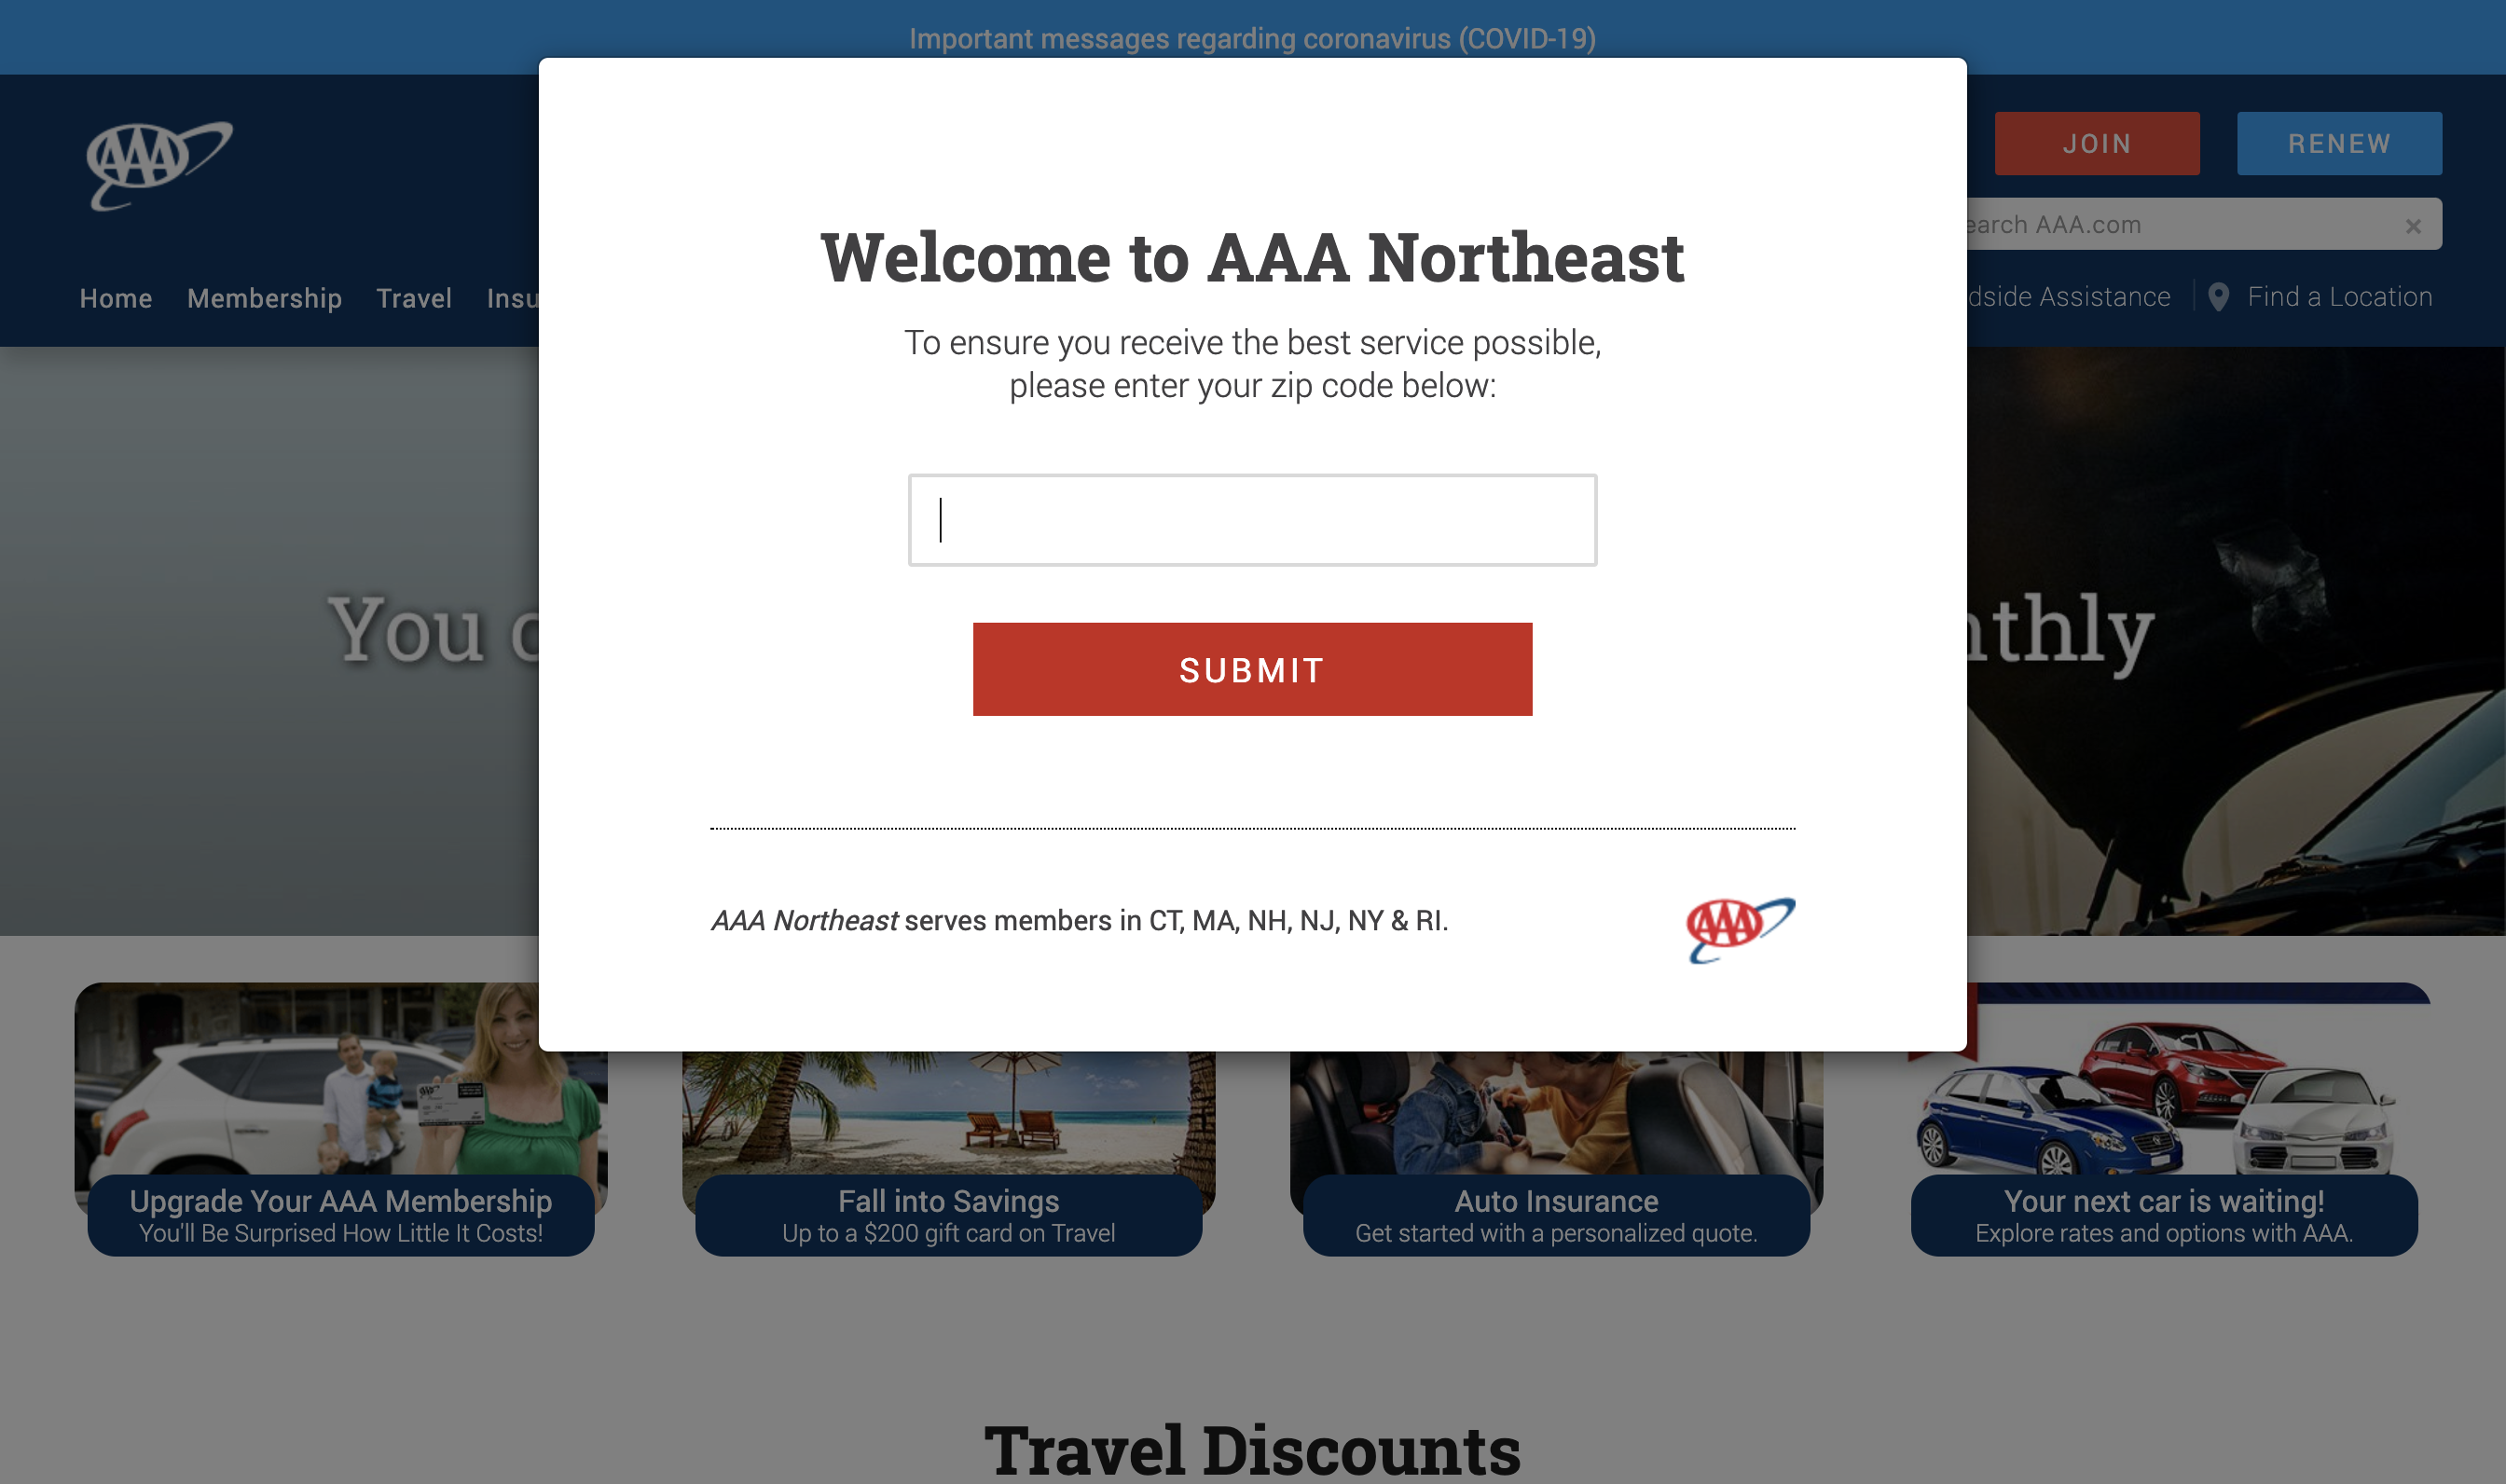 Important messages regarding coronavirus (COVID-19)
AAA
JOIN
RENEW
earch AAA.com
Home Membership Travel Insu
dside Assistance
Find a Location
Welcome to AAA Northeast
To ensure you receive the best service possible,
please enter your zip code below:
You
nthly
SUBMIT
AAA Northeast serves members in CT, MA, NH, NJ, NY & RI.
AAA
Upgrade Your AAA Membership
You'll Be Surprised How Little It Costs!
Fall into Savings
Up to a $200 gift card on Travel
Auto Insurance
Get started with a personalized quote.
Your next car is waiting!
Explore rates and options with AAA.
Travel Discounts